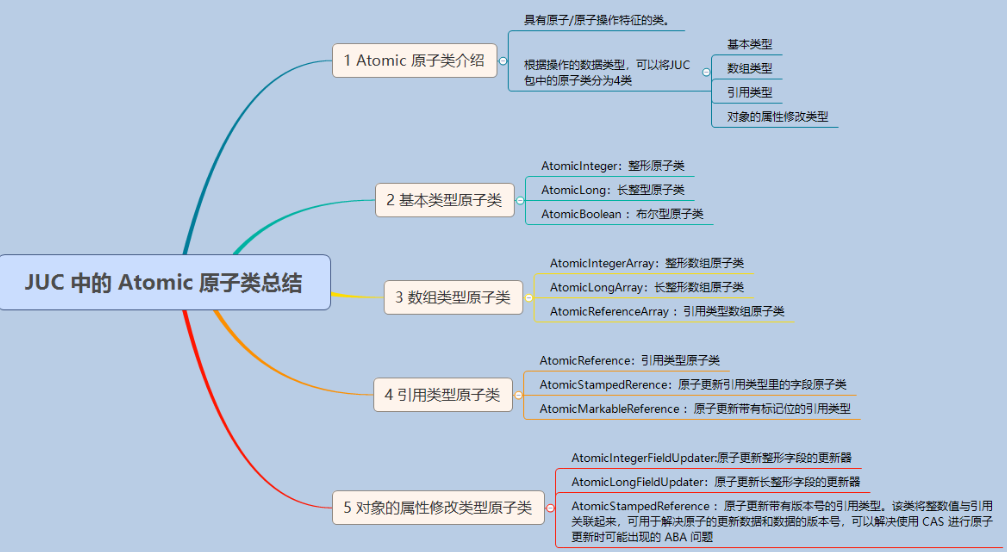 具有原子/原子操作特征的类。
1 Atomic 原子类介绍
根据操作的数据类型，可以将JUC
包中的原子类分为4类
基本类型
数组类型
引用类型
对象的属性修改类型
AtomicInteger：整形原子类
2 基本类型原子类
AtomicLong：长整型原子类
AtomicBoolean ：布尔型原子类
JUC 中的 Atomic 原子类总结
AtomicIntegerArray：整形数组原子类
3 数组类型原子类
AtomicLongArray：长整形数组原子类
AtomicReferenceArray ：引用类型数组原子类
AtomicReference：引用类型原子类
4 引用类型原子类
AtomicStampedRerence：原子更新引用类型里的字段原子类
AtomicMarkableReference ：原子更新带有标记位的引用类型
AtomicIntegerFieldUpdater:原子更新整形字段的更新器
AtomicLongFieldUpdater：原子更新长整形字段的更新器
5 对象的属性修改类型原子类
AtomicStampedReference ：原子更新带有版本号的引用类型。该类将整数值与引用
关联起来，可用于解决原子的更新数据和数据的版本号，可以解决使用 CAS 进行原子
更新时可能出现的 ABA 问题